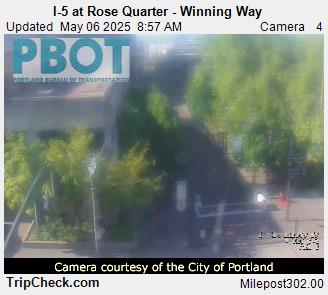 I-5 at Rose Quarter - Winning Way
Updated May 06 2025 8:57 AM Camera 4
PBOT
PORTLAND BUREAU OF TRANSPORTATION
Camera courtesy of the City of Portland
TripCheck.com Milepost302.00